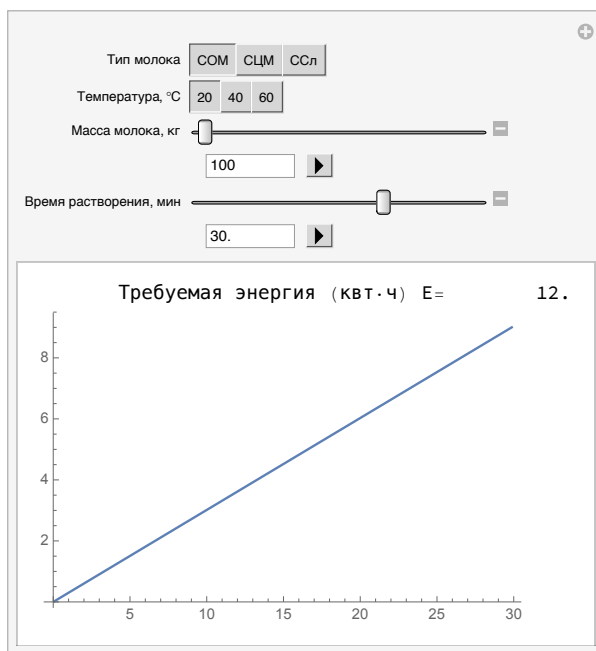 Тип молока СОМ СЦМ ССл
Температура, °C 20 40 60
Масса молока, кг
100
Время растворения, мин
30.
Требуемая энергия (квт·ч) E= 12.
8
6
4
2
5 10 15 20 25 30